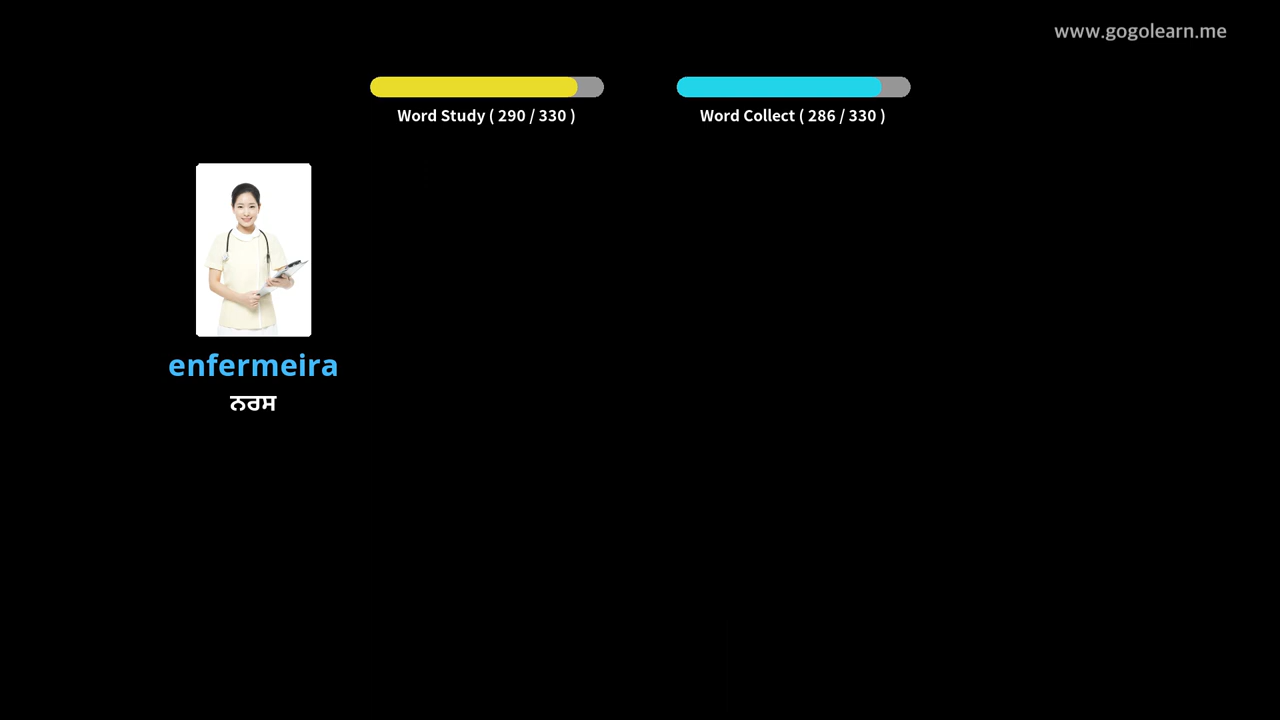 www.gogolearn.me
Word Study ( 290 / 330 )
Word Collect ( 286 / 330 )
enfermeira
ਨਰਸ